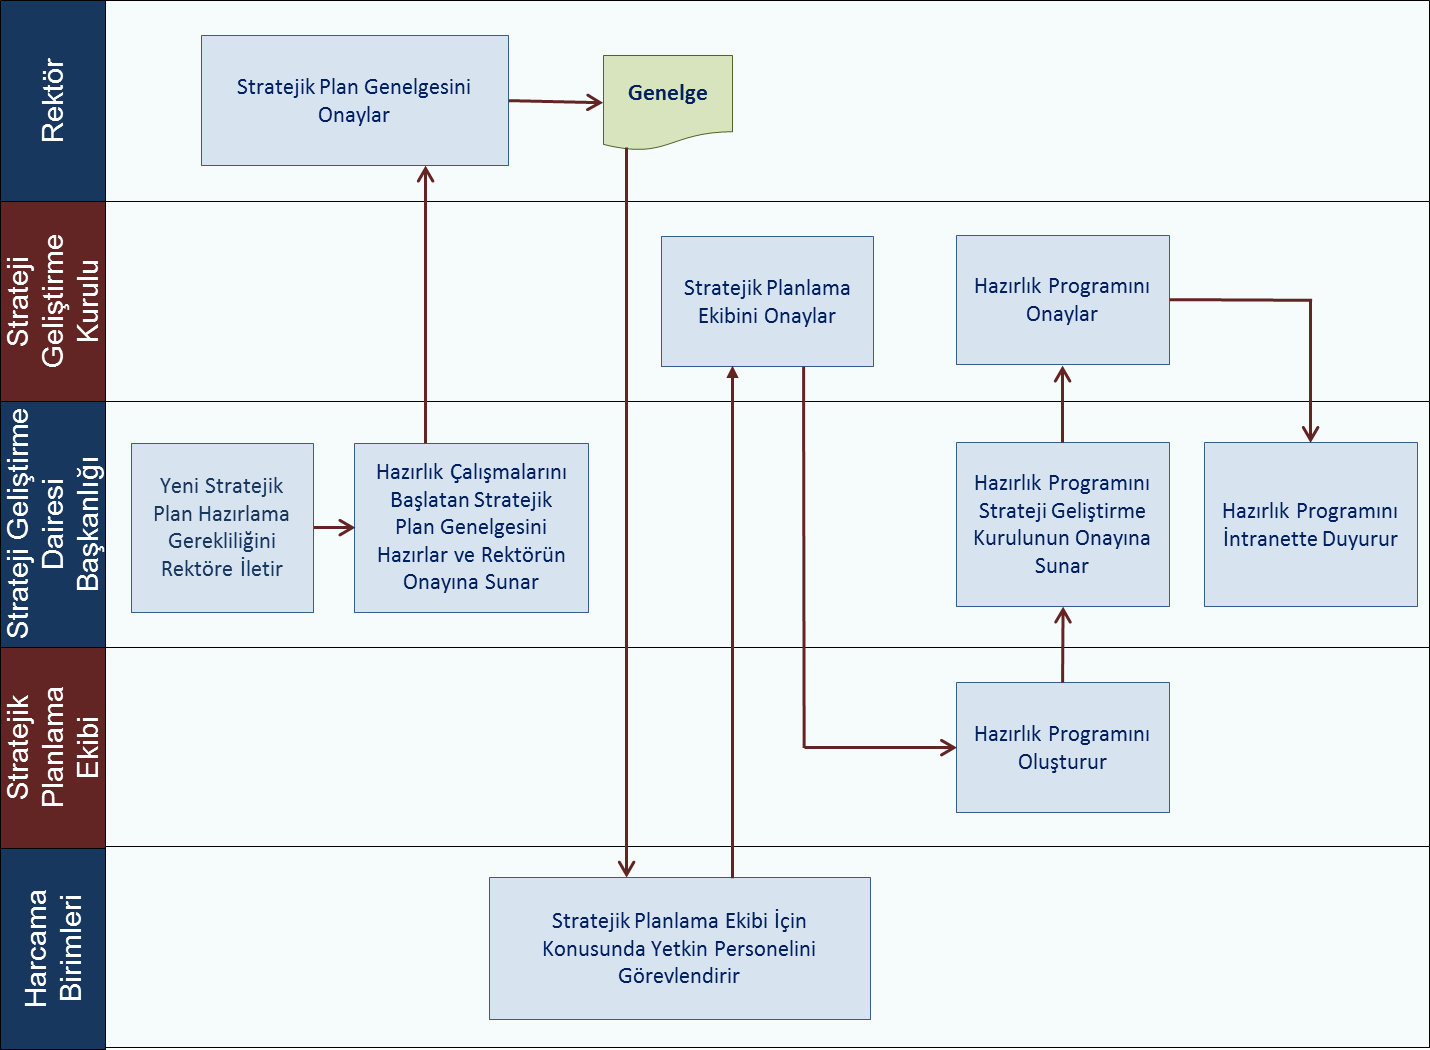 Rektör
Stratejik Plan Genelgesini
Onaylar
Genelge
Strateji
Geliştirme
Kurulu
Stratejik Planlama
Ekibini Onaylar
Hazırlık Programını
Onaylar
Strateji Geliştirme
Dairesi
Başkanlığı
Yeni Stratejik
Plan Hazırlama
Gerekliliğini
Rektöre İletir
Hazırlık Çalışmalarını
Başlatan Stratejik
Plan Genelgesini
Hazırlar ve Rektörün
Onayına Sunar
Hazırlık Programını
Strateji Geliştirme
Kurulunun Onayına
Sunar
Hazırlık Programını
İntranette Duyurur
Stratejik
Planlama
Ekibi
Hazırlık Programını
Oluşturur
Harcama
Birimleri
Stratejik Planlama Ekibi İçin
Konusunda Yetkin Personelini
Görevlendirir